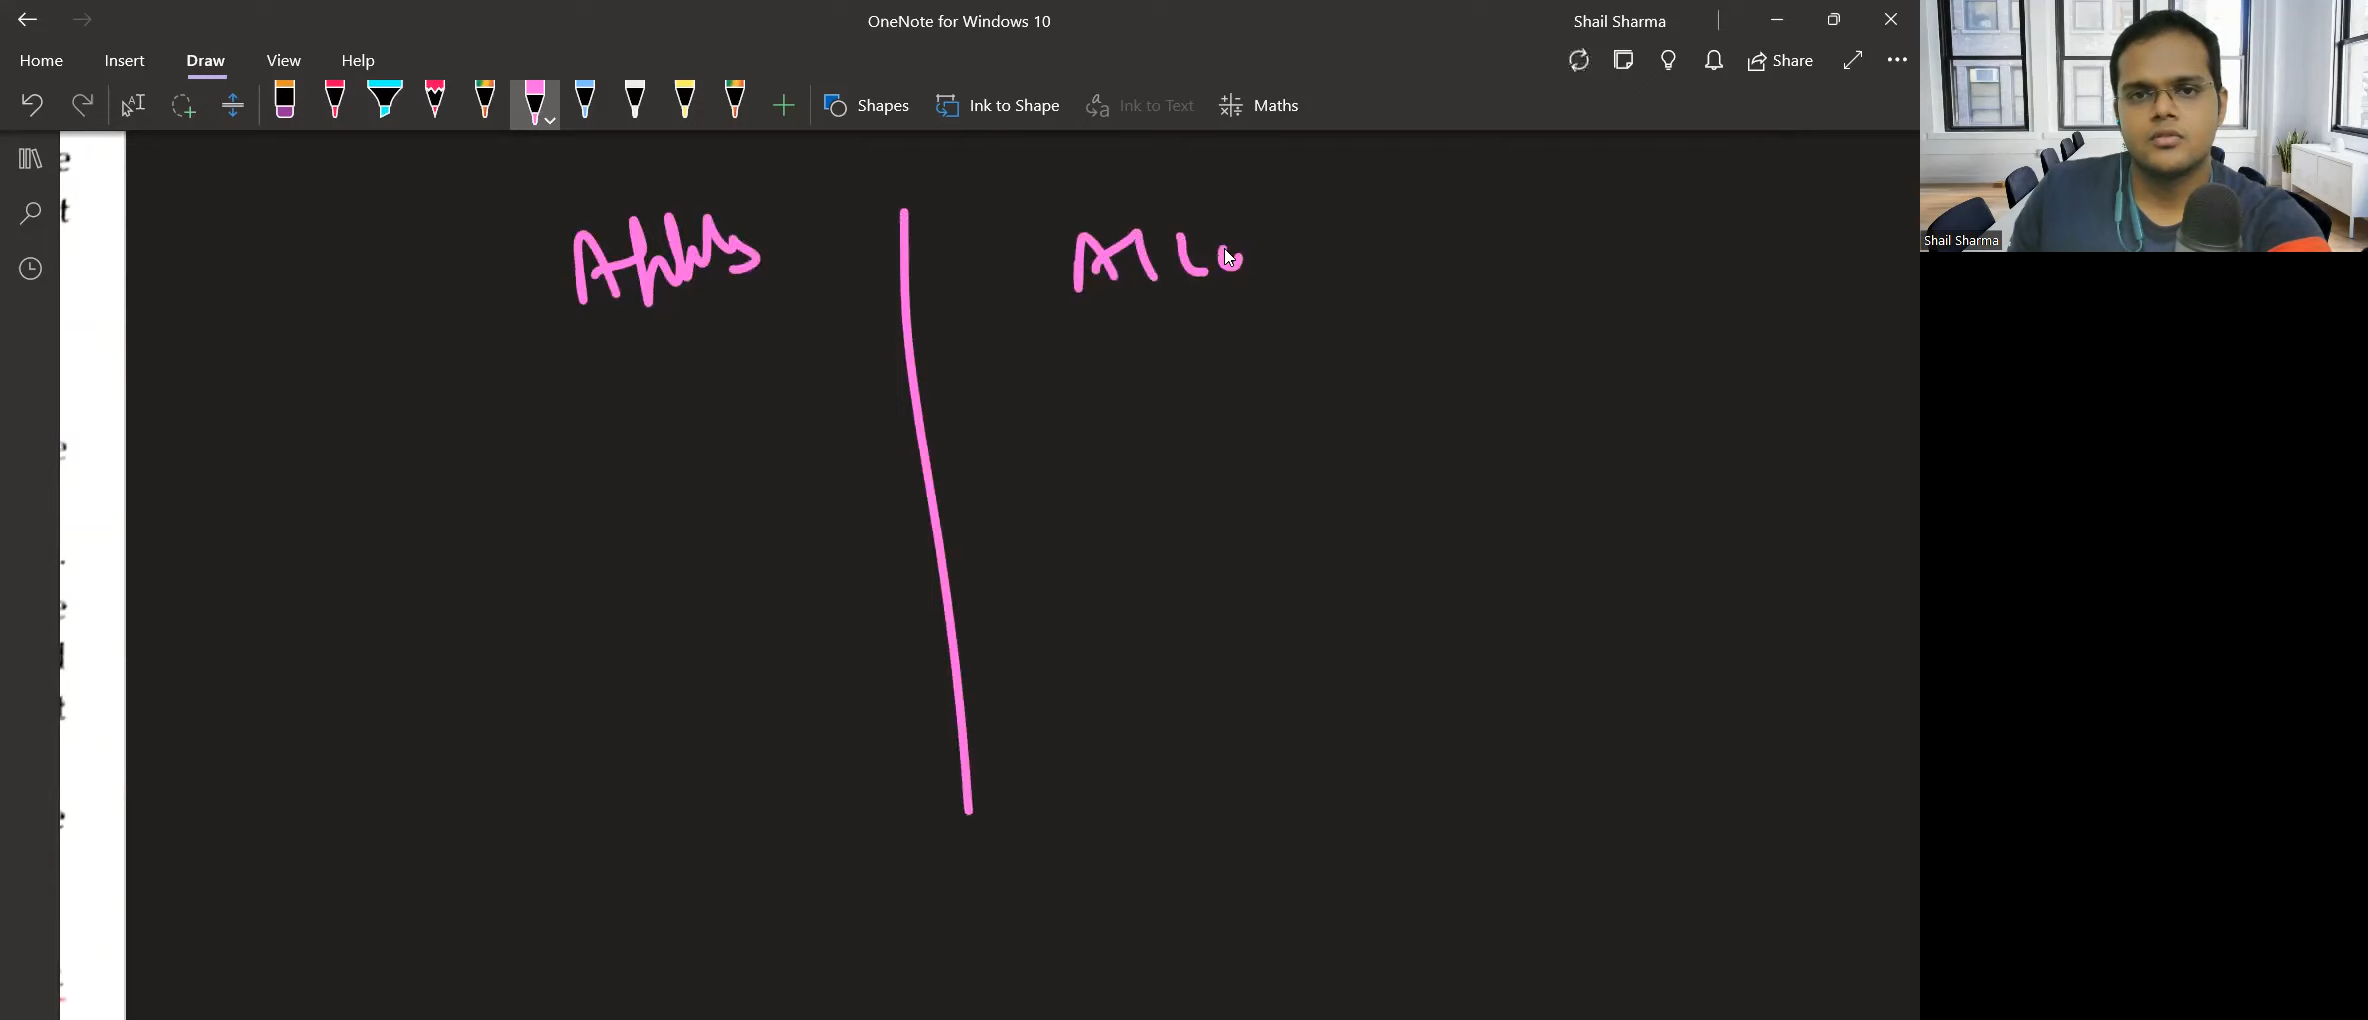 OneNote for Windows 10
Shail Sharma
Home Insert Draw View Help
Share
Shapes Ink to Shape Ink to Text Maths
Shail Sharma